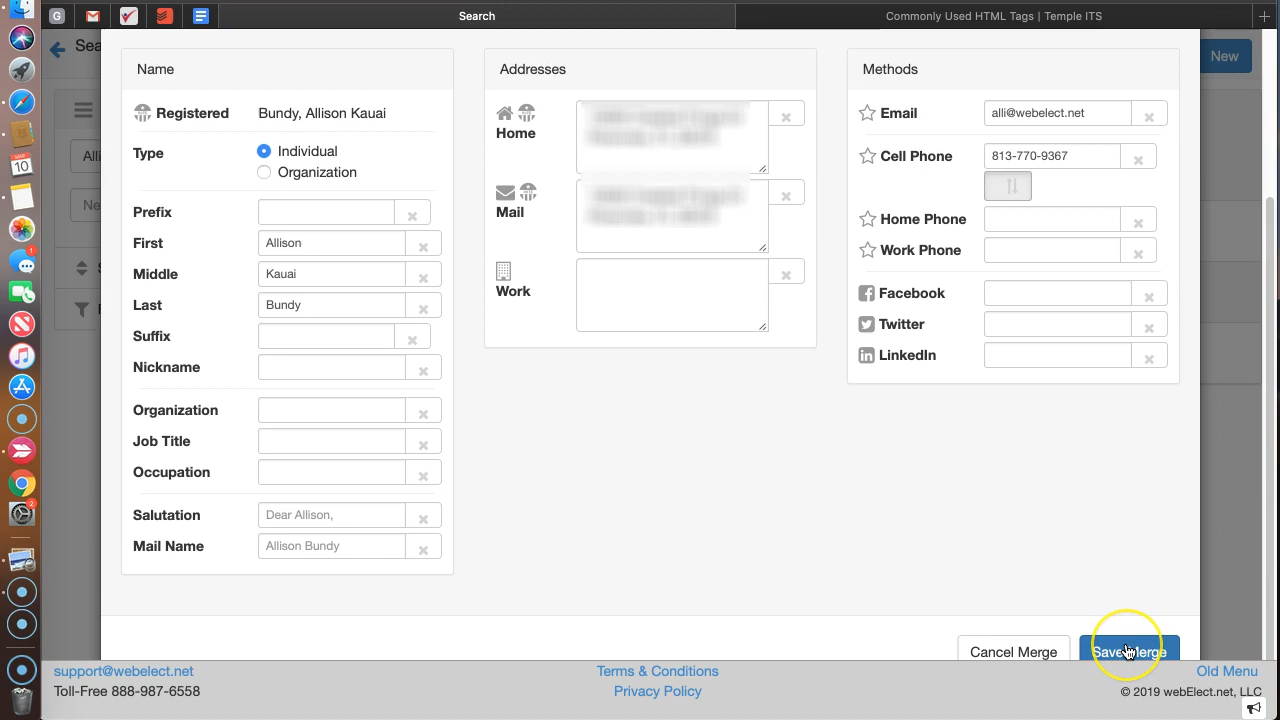 Search
Commonly Used HTML Tags | Temple ITS
Sea
New
Name
Registered Bundy, Allison Kauai
Type Individual
Organization
Prefix
First Allison
Middle Kauai
Last Bundy
Suffix
Nickname
Organization
Job Title
Occupation
Salutation Dear Allison,
Mail Name Allison Bundy
Addresses
Home
Mail
Work
Methods
Email alli@webelect.net
Cell Phone 813-770-9367
Home Phone
Work Phone
Facebook
Twitter
LinkedIn
Cancel Merge Save Merge
support@webelect.net
Toll-Free 888-987-6558
Terms & Conditions
Privacy Policy
Old Menu
© 2019 webElect.net, LLC